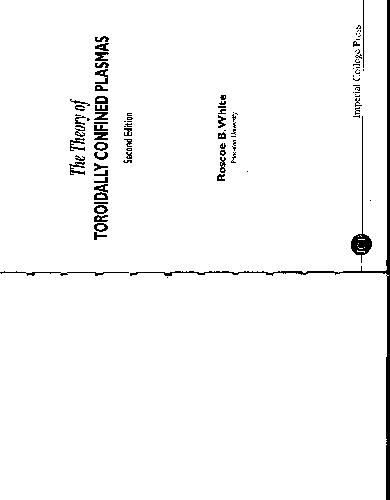 The Theory of
TOROIDALLY CONFINED PLASMAS
Second Edition
Roscoe B. White
Princeton University
Imperial College Press
ICP